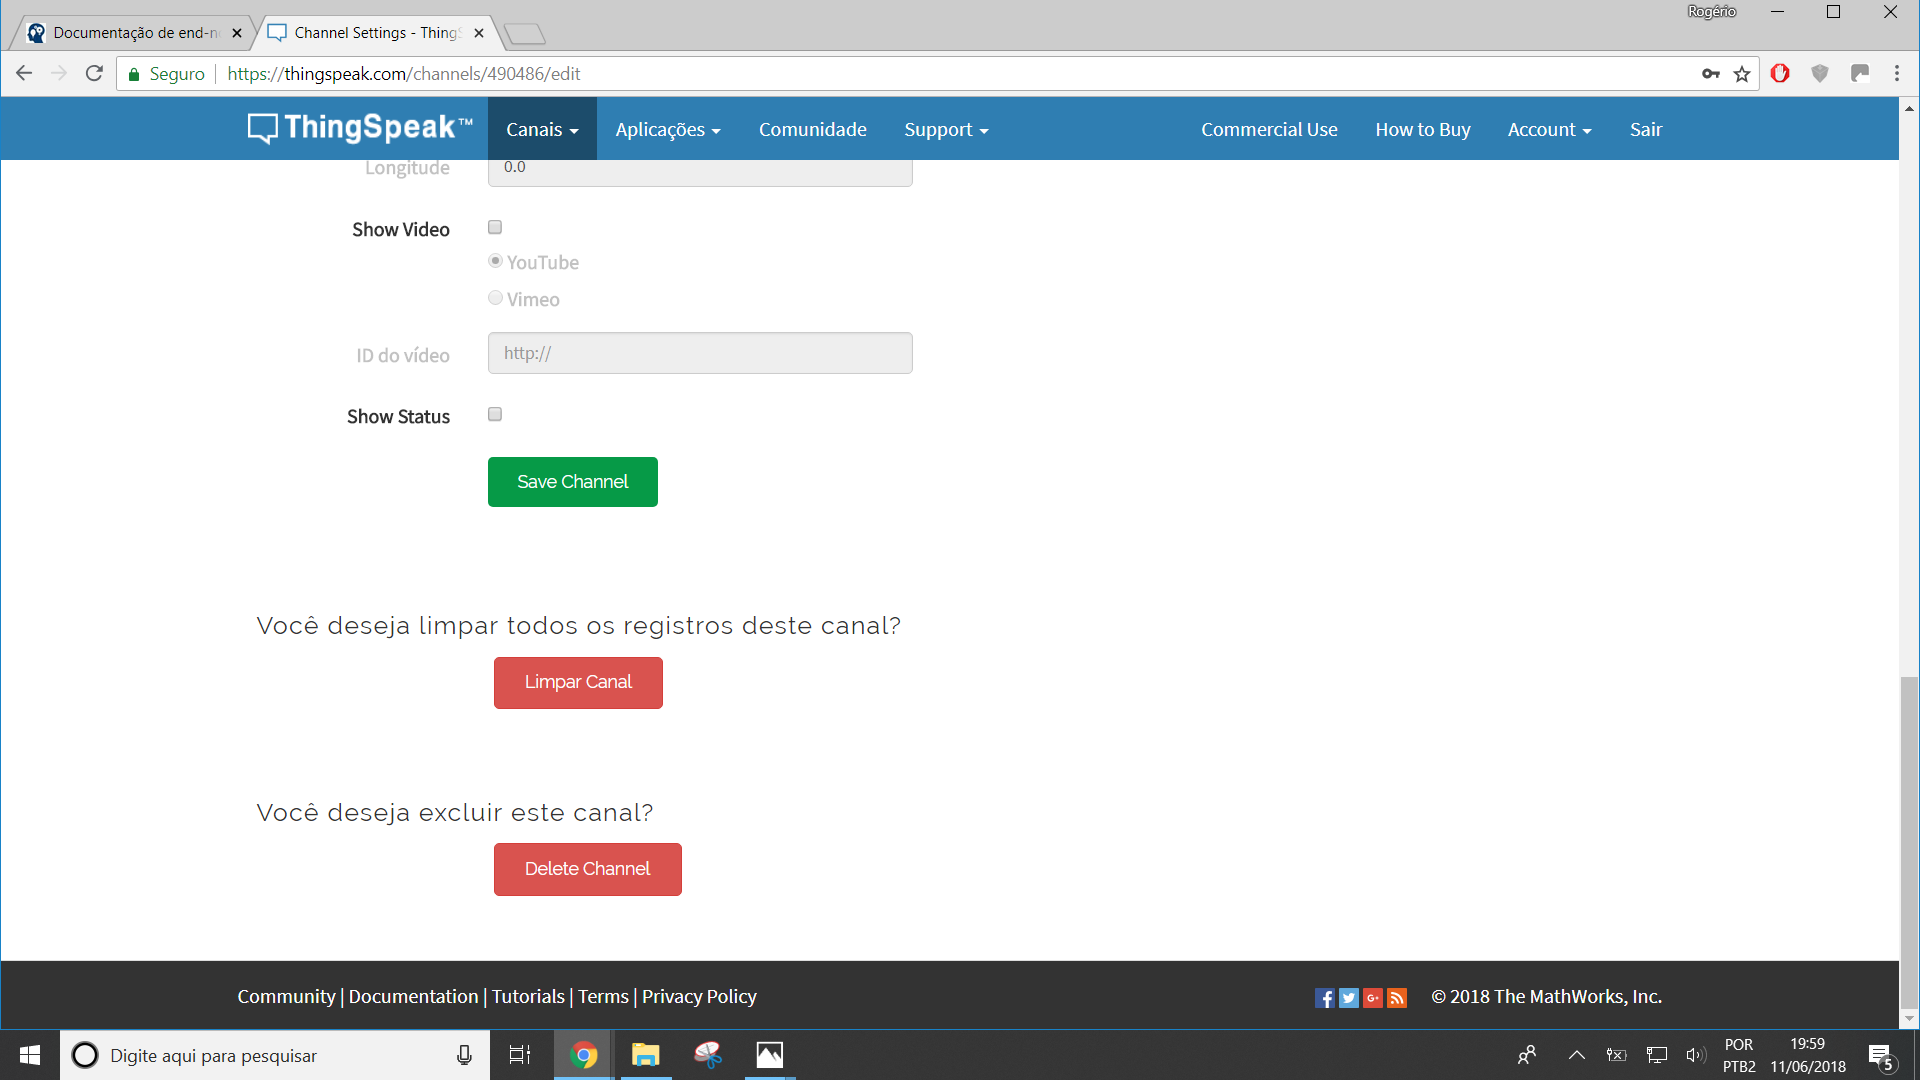 Rogério
Documentação de end-n
Channel Settings - Thing
Seguro
https://thingspeak.com/channels/490486/edit
ThingSpeak™
Canais
Aplicações
Comunidade
Support
Commercial Use
How to Buy
Account
Sair
Longitude
0.0
Show Video
YouTube
Vimeo
ID do vídeo
http://
Show Status
Save Channel
Você deseja limpar todos os registros deste canal?
Limpar Canal
Você deseja excluir este canal?
Delete Channel
Community | Documentation | Tutorials | Terms | Privacy Policy
© 2018 The MathWorks, Inc.
Digite aqui para pesquisar
POR
PTB2
19:59
11/06/2018
5